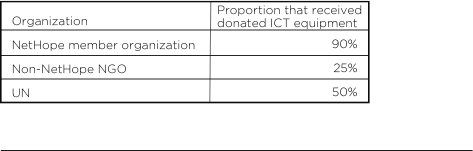 Organization
Proportion that received
donated ICT equipment
NetHope member organization 90%
Non-NetHope NGO 25%
UN 50%